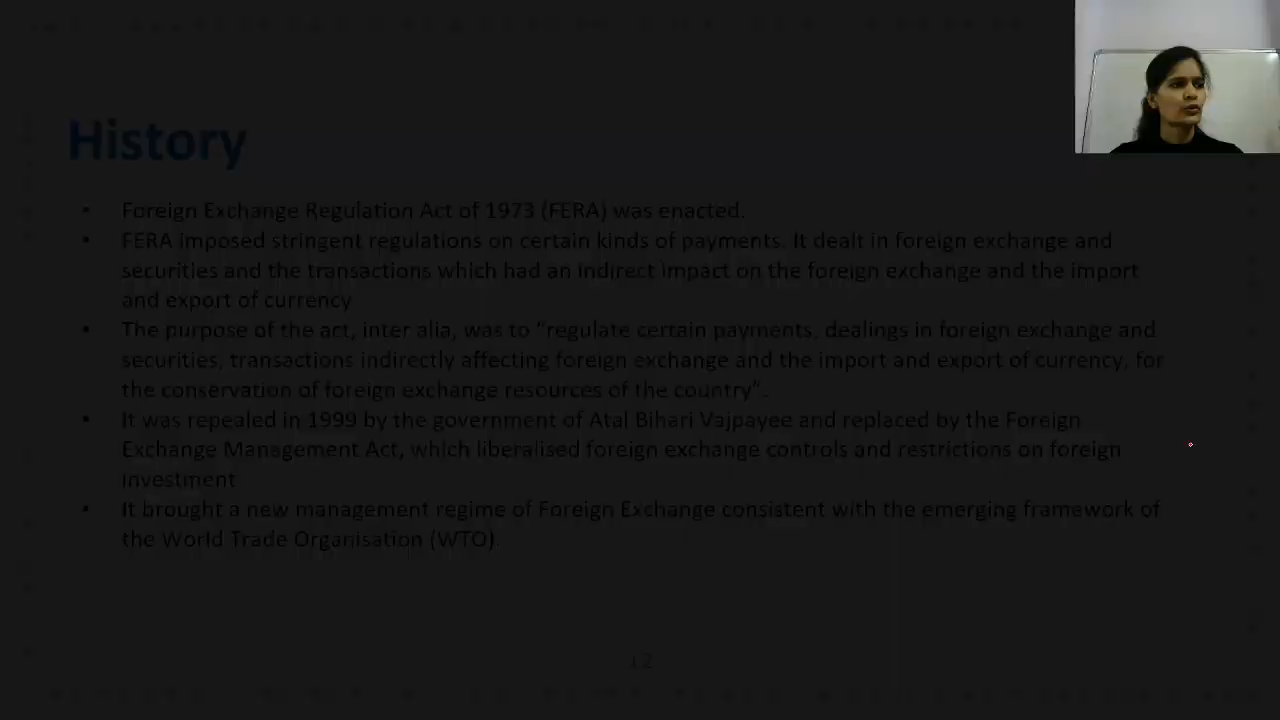 History
• Foreign Exchange Regulation Act of 1973 (FERA) was enacted.
• FERA imposed stringent regulations on certain kinds of payments. It dealt in foreign exchange and
securities and the transactions which had an indirect impact on the foreign exchange and the import
and export of currency
• The purpose of the act, inter alia, was to “regulate certain payments, dealings in foreign exchange and
securities, transactions indirectly affecting foreign exchange and the import and export of currency, for
the conservation of foreign exchange resources of the country”.
• It was repealed in 1999 by the government of Atal Bihari Vajpayee and replaced by the Foreign
Exchange Management Act, which liberalised foreign exchange controls and restrictions on foreign
investment
• It brought a new management regime of Foreign Exchange consistent with the emerging framework of
the World Trade Organisation (WTO)